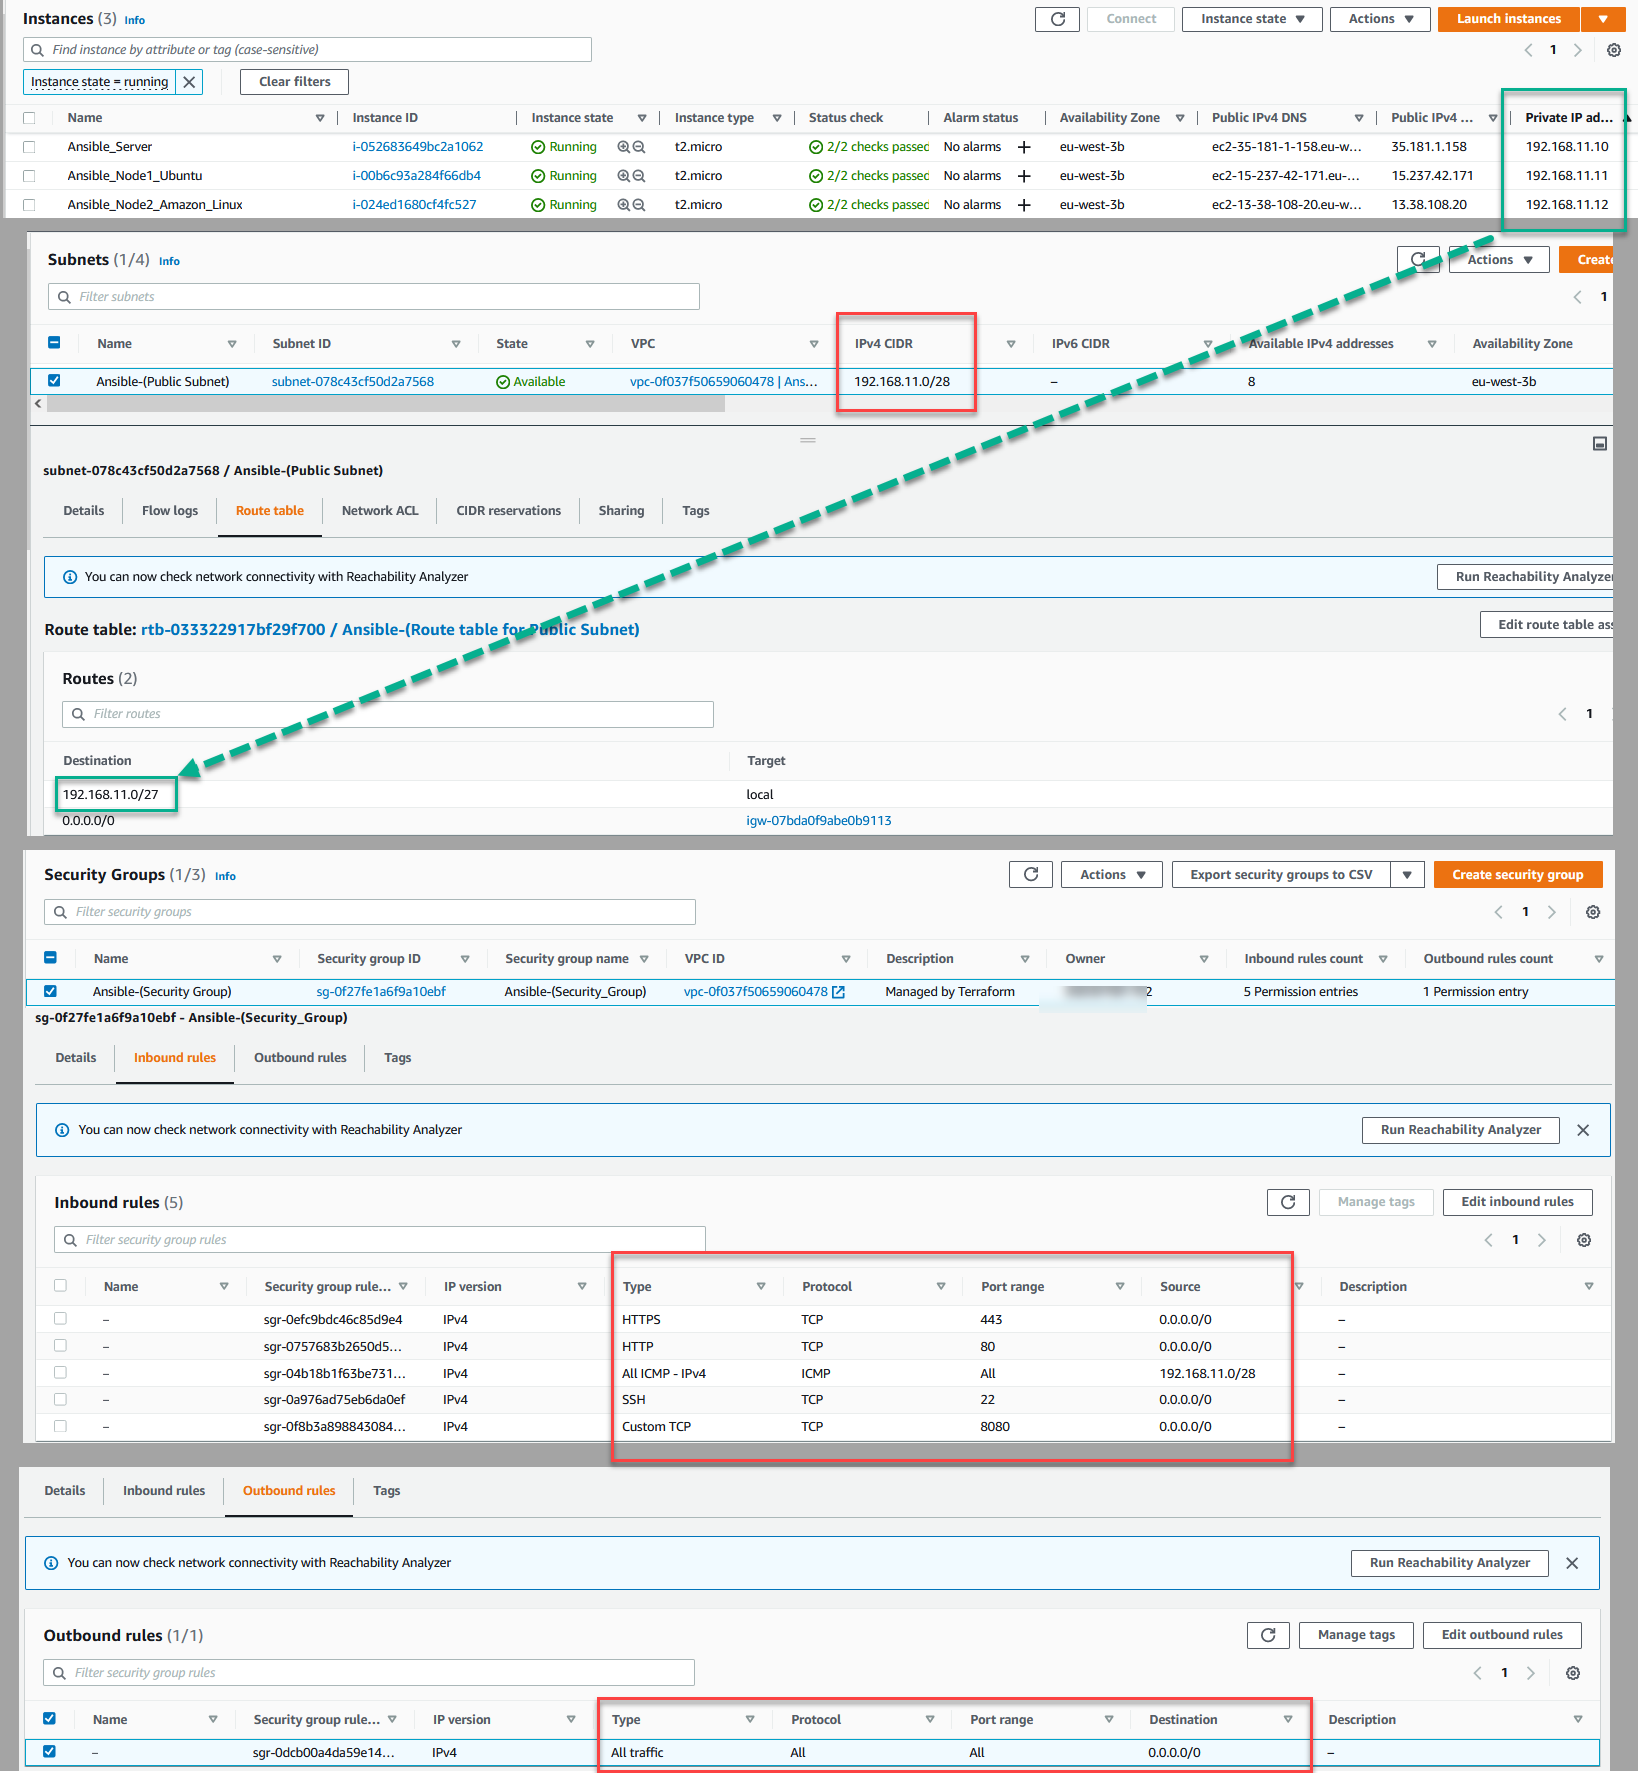 Instances (3) Info
Connect
Instance state
Actions
Launch instances
Find instance by attribute or tag (case-sensitive)
1
Instance state = running
Clear filters
Name Instance ID Instance state Instance type Status check Alarm status Availability Zone Public IPv4 DNS Public IPv4 ... Private IP ad...
Ansible_Server i-052683649bc2a1062 Running t2.micro 2/2 checks passed No alarms + eu-west-3b ec2-35-181-1-158.eu-w... 35.181.1.158 192.168.11.10
Ansible_Node1_Ubuntu i-00b6c93a284f66db4 Running t2.micro 2/2 checks passed No alarms + eu-west-3b ec2-15-237-42-171.eu-... 15.237.42.171 192.168.11.11
Ansible_Node2_Amazon_Linux i-024ed1680cf4fc527 Running t2.micro 2/2 checks passed No alarms + eu-west-3b ec2-13-38-108-20.eu-w... 13.38.108.20 192.168.11.12
Subnets (1/4) Info
Actions
Create
Filter subnets
1
Name Subnet ID State VPC IPv4 CIDR IPv6 CIDR Available IPv4 addresses Availability Zone
Ansible-(Public Subnet) subnet-078c43cf50d2a7568 Available vpc-0f037f50659060478 | Ans... 192.168.11.0/28 – 8 eu-west-3b
subnet-078c43cf50d2a7568 / Ansible-(Public Subnet)
Details Flow logs Route table Network ACL CIDR reservations Sharing Tags
You can now check network connectivity with Reachability Analyzer
Run Reachability Analyzer
Route table: rtb-033322917bf29f700 / Ansible-(Route table for Public Subnet)
Edit route table ass
Routes (2)
Filter routes
1
Destination Target
192.168.11.0/27 local
0.0.0.0/0 igw-07bda0f9abe0b9113
Security Groups (1/3) Info
Actions
Export security groups to CSV
Create security group
Filter security groups
1
Name Security group ID Security group name VPC ID Description Owner Inbound rules count Outbound rules count
Ansible-(Security Group) sg-0f27fe1a6f9a10ebf Ansible-(Security_Group) vpc-0f037f50659060478 Managed by Terraform 2 5 Permission entries 1 Permission entry
sg-0f27fe1a6f9a10ebf - Ansible-(Security_Group)
Details Inbound rules Outbound rules Tags
You can now check network connectivity with Reachability Analyzer
Run Reachability Analyzer
Inbound rules (5)
Manage tags
Edit inbound rules
Filter security group rules
1
Name Security group rule... IP version Type Protocol Port range Source Description
– sgr-0efc9bdc46c85d9e4 IPv4 HTTPS TCP 443 0.0.0.0/0 –
– sgr-0757683b2650d5... IPv4 HTTP TCP 80 0.0.0.0/0 –
– sgr-04b18b1f63be731... IPv4 All ICMP - IPv4 ICMP All 192.168.11.0/28 –
– sgr-0a976ad75eb6da0ef IPv4 SSH TCP 22 0.0.0.0/0 –
– sgr-0f8b3a898843084... IPv4 Custom TCP TCP 8080 0.0.0.0/0 –
Details Inbound rules Outbound rules Tags
You can now check network connectivity with Reachability Analyzer
Run Reachability Analyzer
Outbound rules (1/1)
Manage tags
Edit outbound rules
Filter security group rules
1
Name Security group rule... IP version Type Protocol Port range Destination Description
– sgr-0dcb00a4da59e14... IPv4 All traffic All All 0.0.0.0/0 –